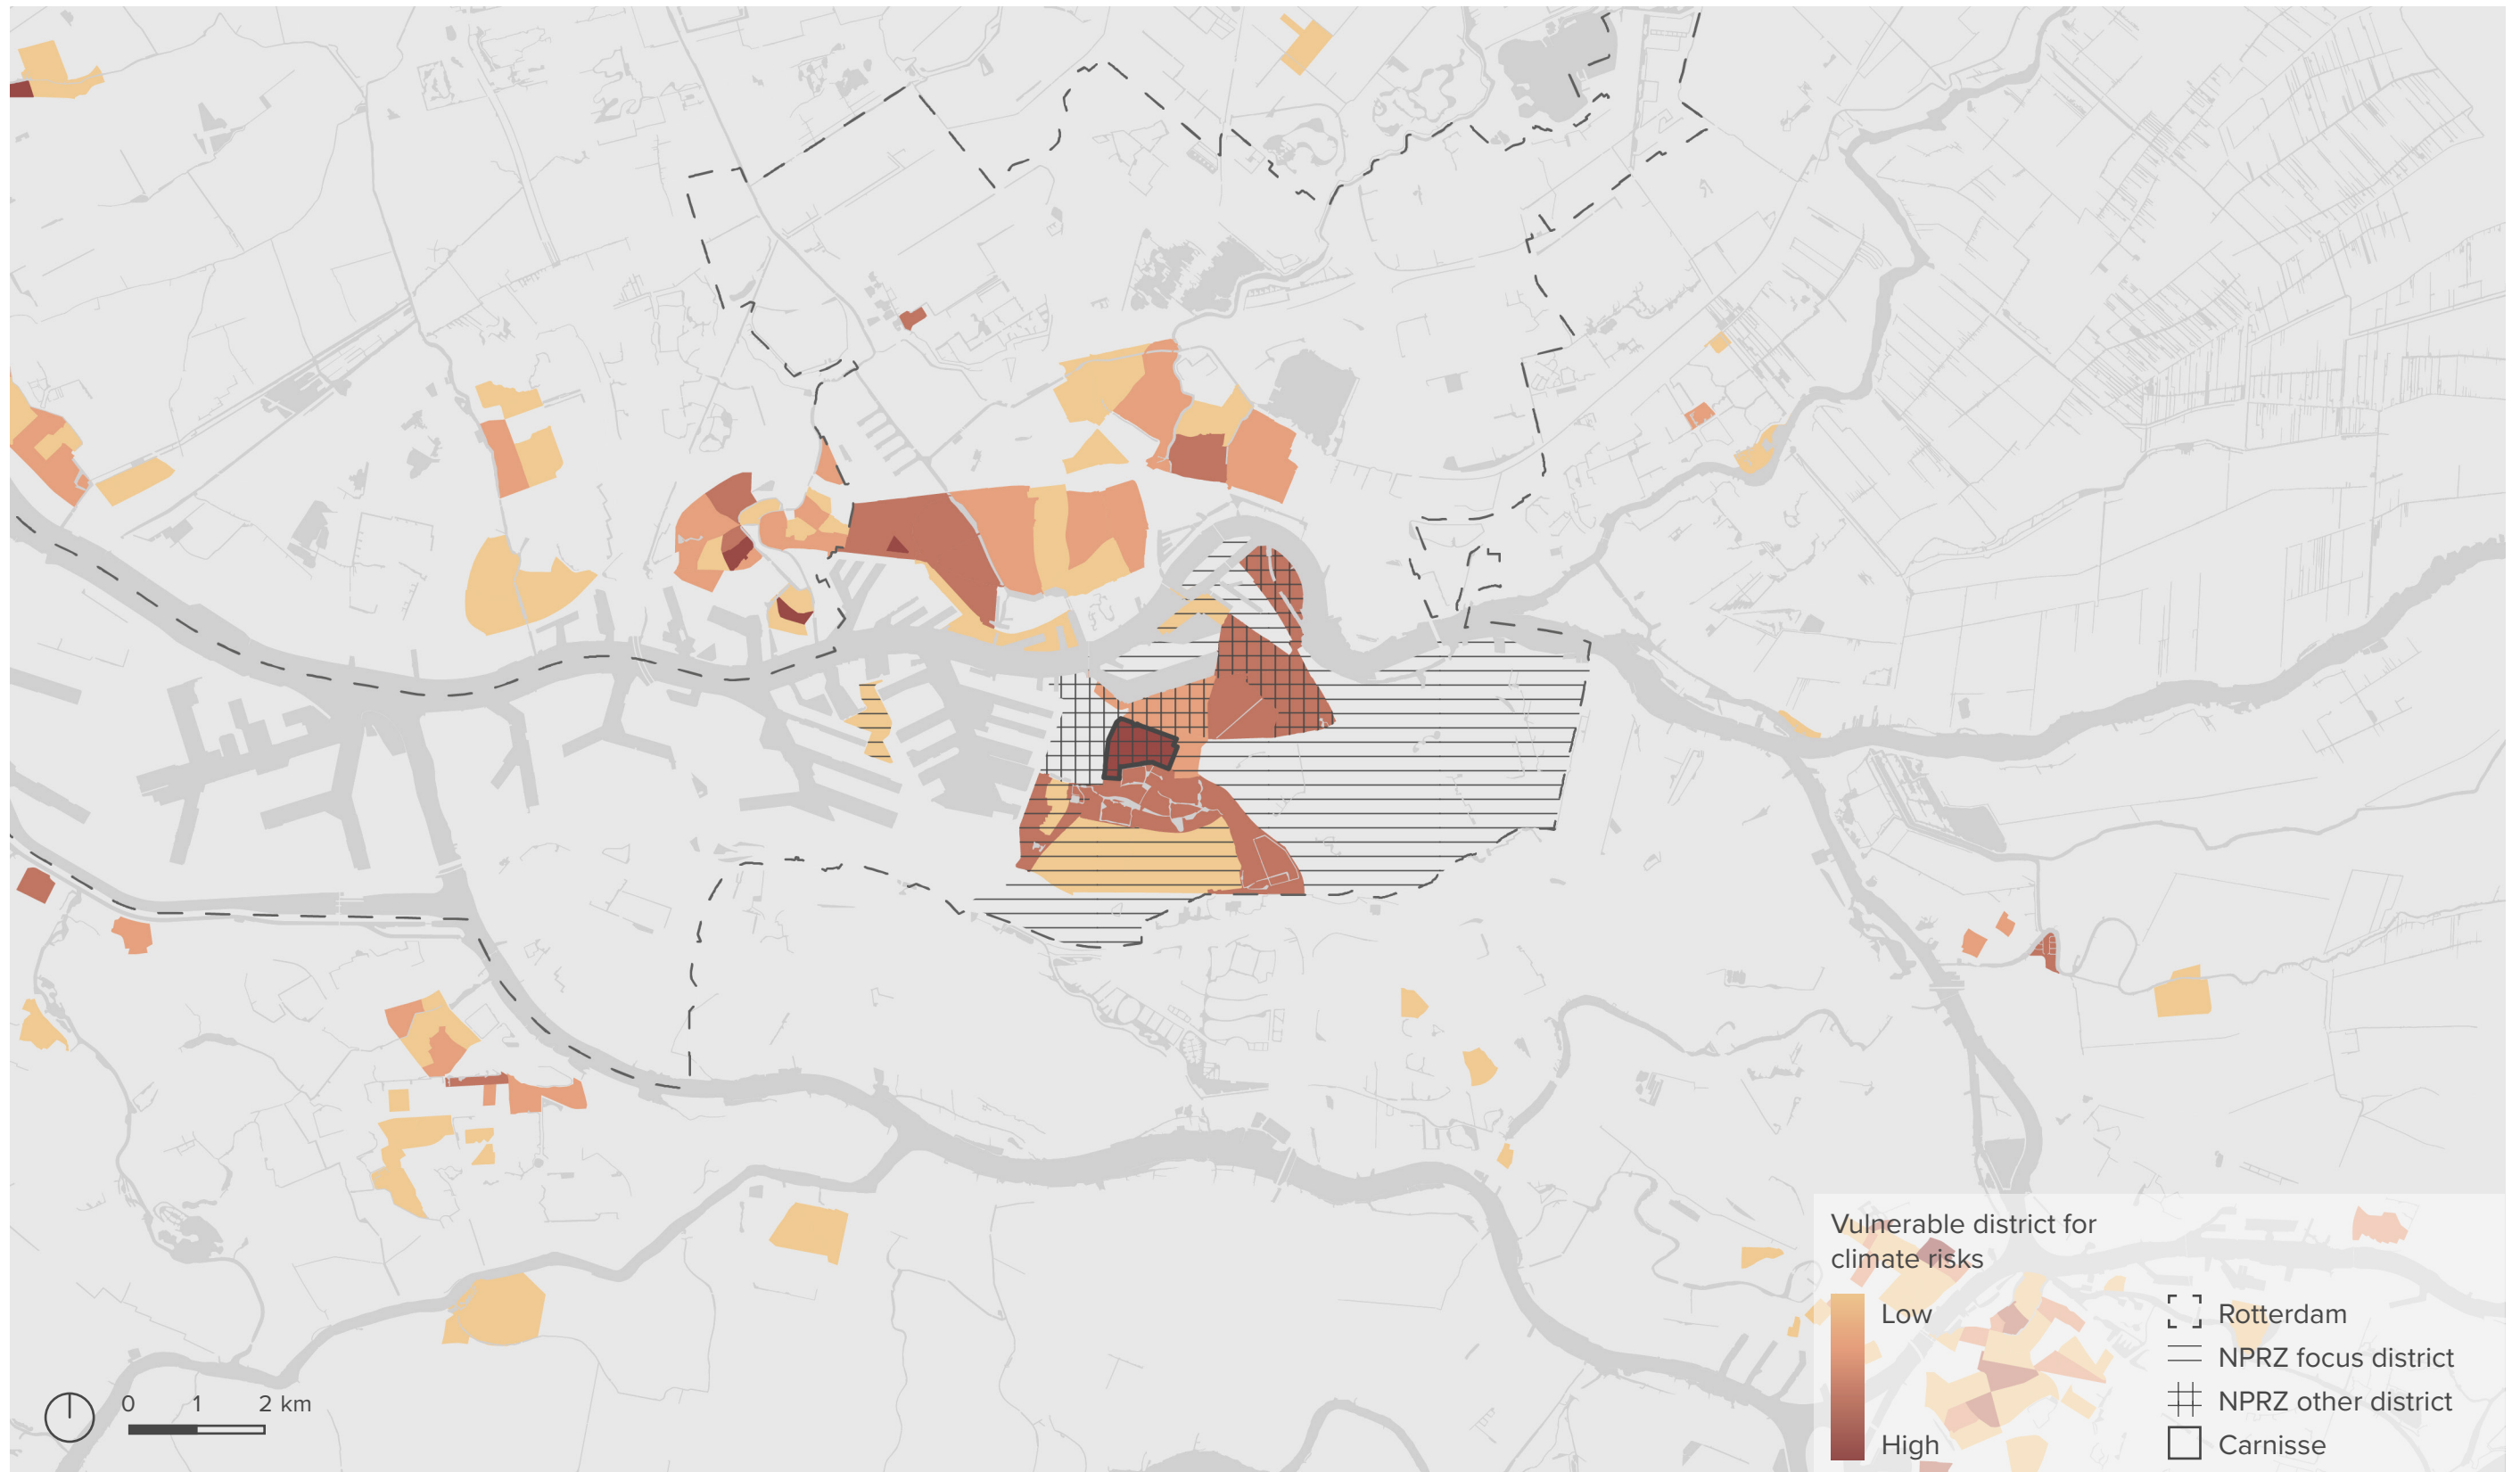 Vulnerable district for
climate risks
Low
High
Rotterdam
NPRZ focus district
NPRZ other district
Carnisse
0 1 2 km